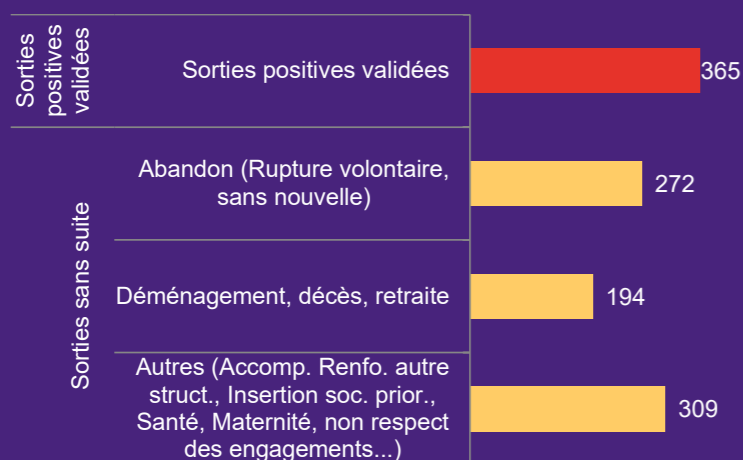 Sorties
positives
validées
Sorties positives validées
365
Sorties sans suite
Abandon (Rupture volontaire,
sans nouvelle)
272
Déménagement, décès, retraite
194
Autres (Accomp. Renfo. autre
struct., Insertion soc. prior.,
Santé, Maternité, non respect
des engagements...)
309